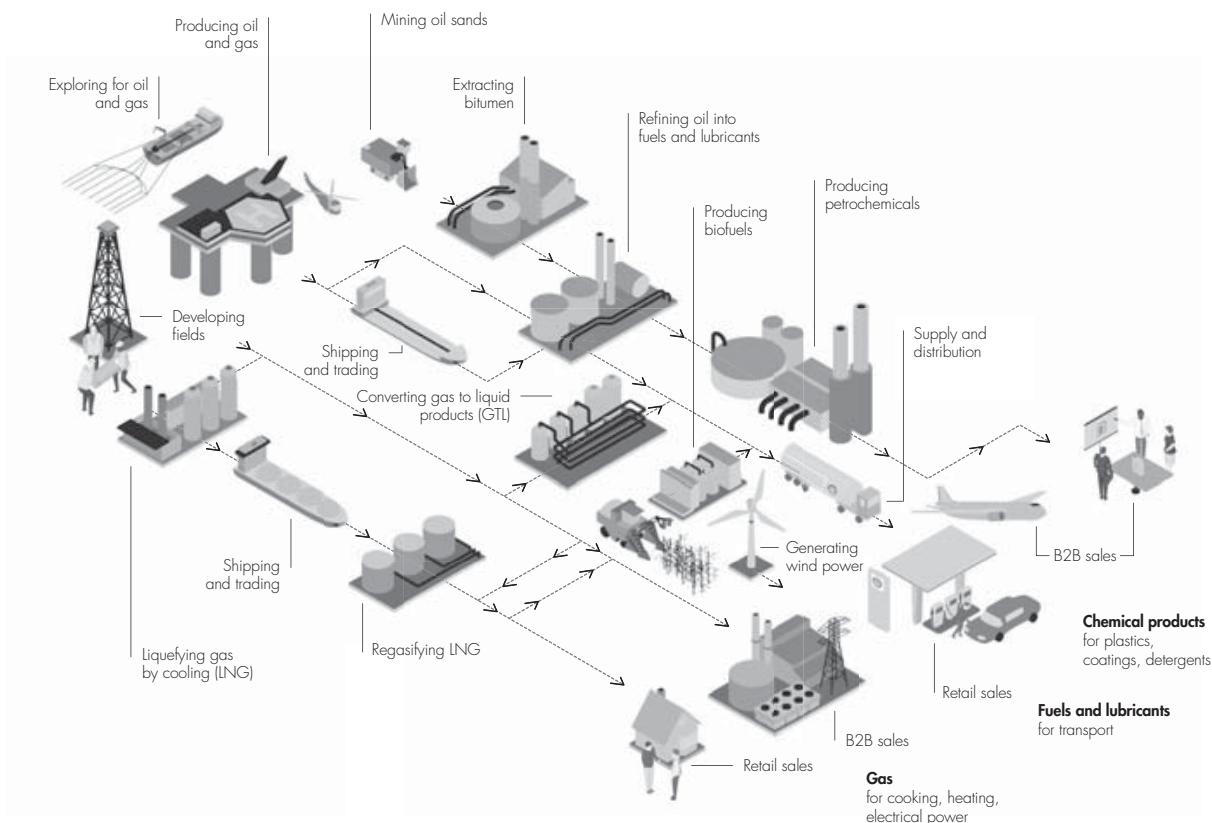 Mining oil sands
Producing oil
and gas
Exploring for oil
and gas
Extracting
bitumen
Refining oil into
fuels and lubricants
Producing
petrochemicals
Producing
biofuels
Developing
fields
Shipping
and trading
Supply and
distribution
Converting gas to liquid
products (GTL)
Generating
wind power
B2B sales
Shipping
and trading
Chemical products
for plastics,
coatings, detergents
Liquefying gas
by cooling (LNG)
Regasifying LNG
Retail sales
Fuels and lubricants
for transport
B2B sales
Retail sales
Gas
for cooking, heating,
electrical power